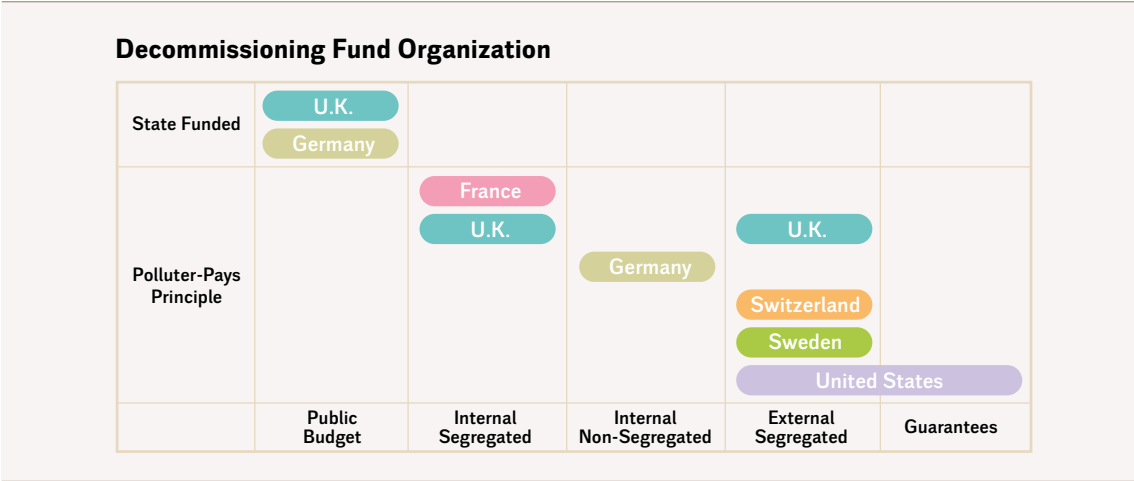 Decommissioning Fund Organization
State Funded
U.K.
Germany
Polluter-Pays
Principle
France
U.K.
U.K.
Germany
Switzerland
Sweden
United States
Public
Budget
Internal
Segregated
Internal
Non-Segregated
External
Segregated
Guarantees